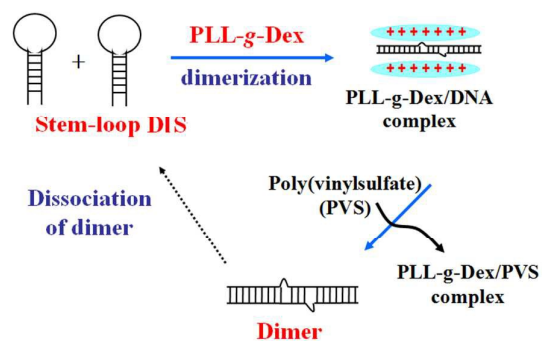 PLL-g-Dex
dimerization
+
Stem-loop DIS
+ + + + + + +
+ + + + + + +
PLL-g-Dex/DNA
complex
Dissociation
of dimer
Poly(vinylsulfate)
(PVS)
PLL-g-Dex/PVS
complex
Dimer